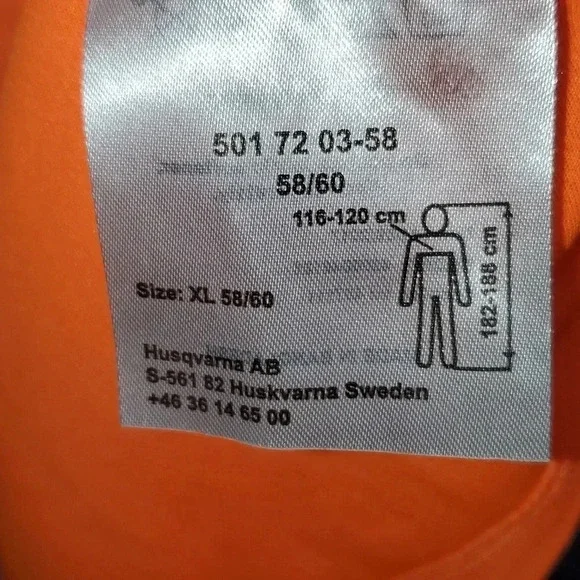 501 72 03-58
58/60
116-120 cm
182-188 cm
Size: XL 58/60
Husqvarna AB
S-561 82 Huskvarna Sweden
+46 36 14 65 00